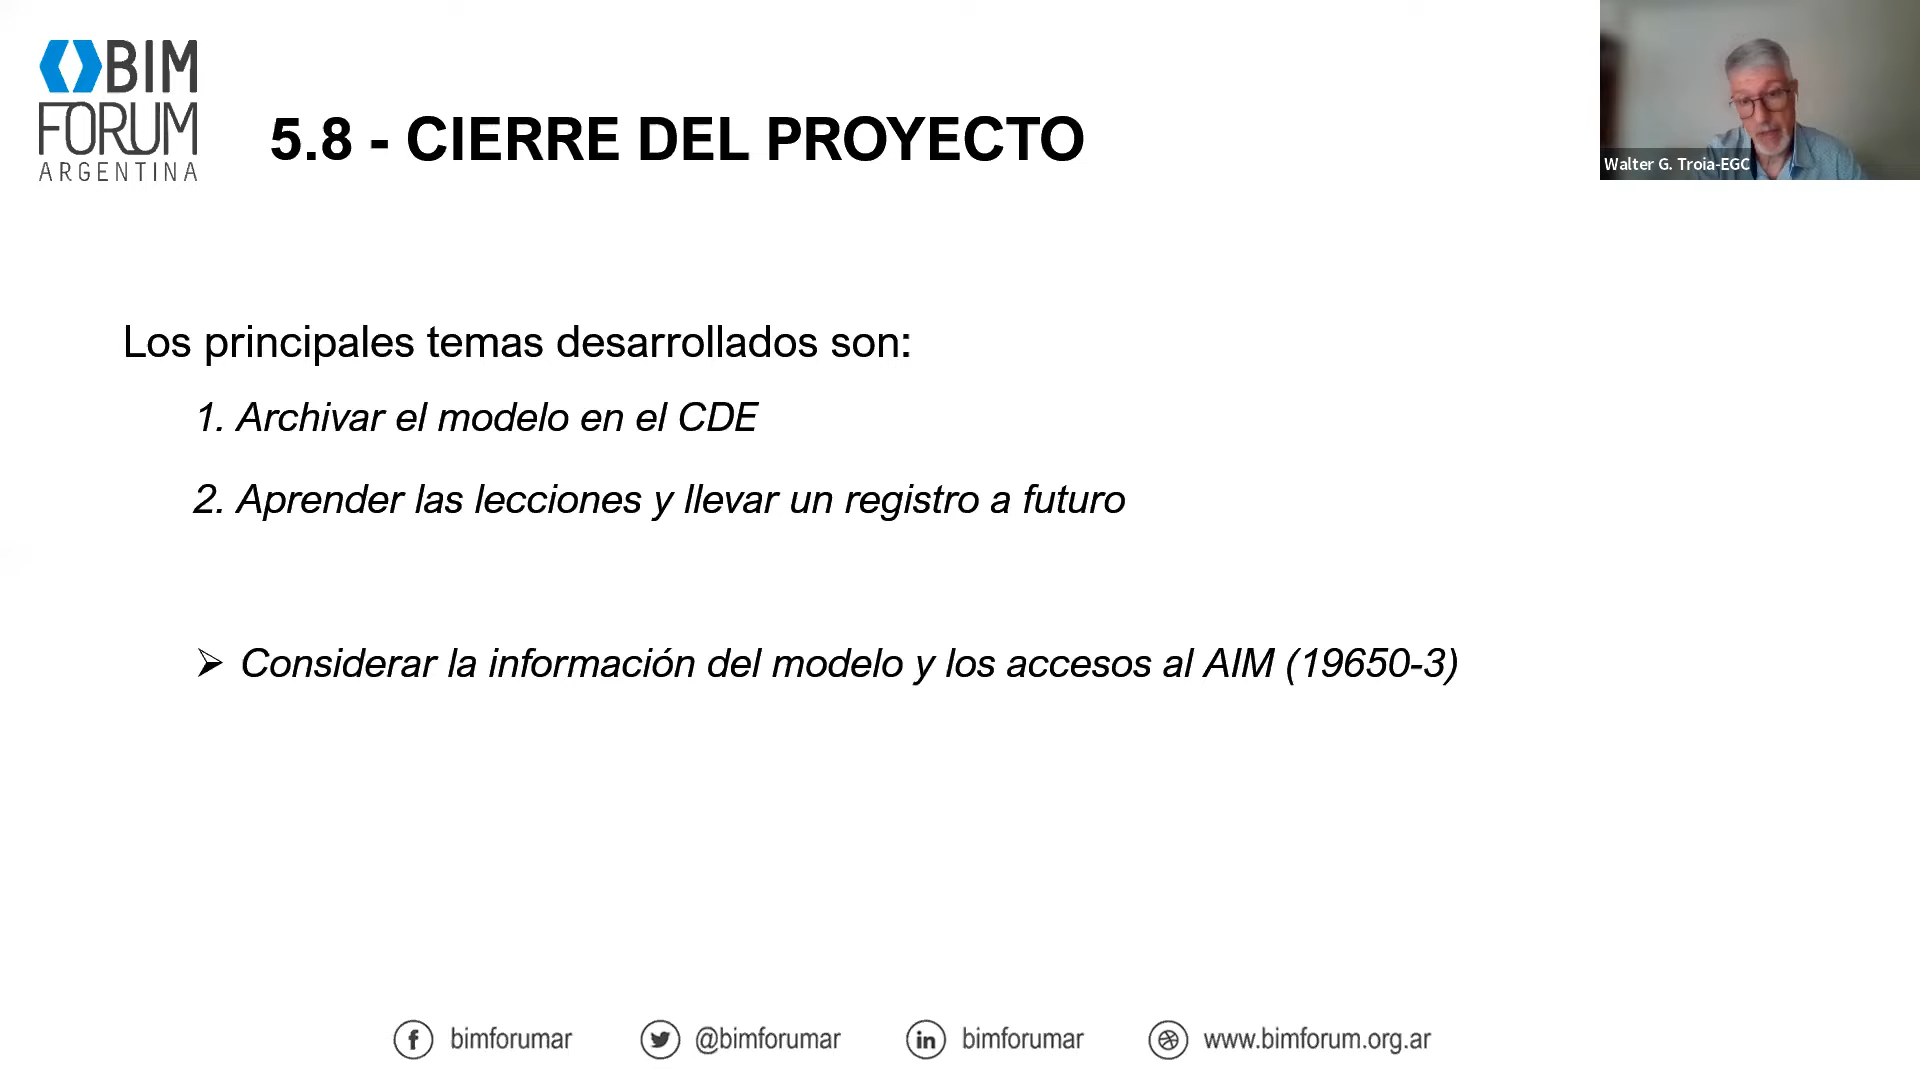 BIM
FORUM
ARGENTINA
5.8 - CIERRE DEL PROYECTO
Walter G. Troia-EGC
Los principales temas desarrollados son:
1. Archivar el modelo en el CDE
2. Aprender las lecciones y llevar un registro a futuro
➢ Considerar la información del modelo y los accesos al AIM (19650-3)
bimforumar
@bimforumar
bimforumar
www.bimforum.org.ar